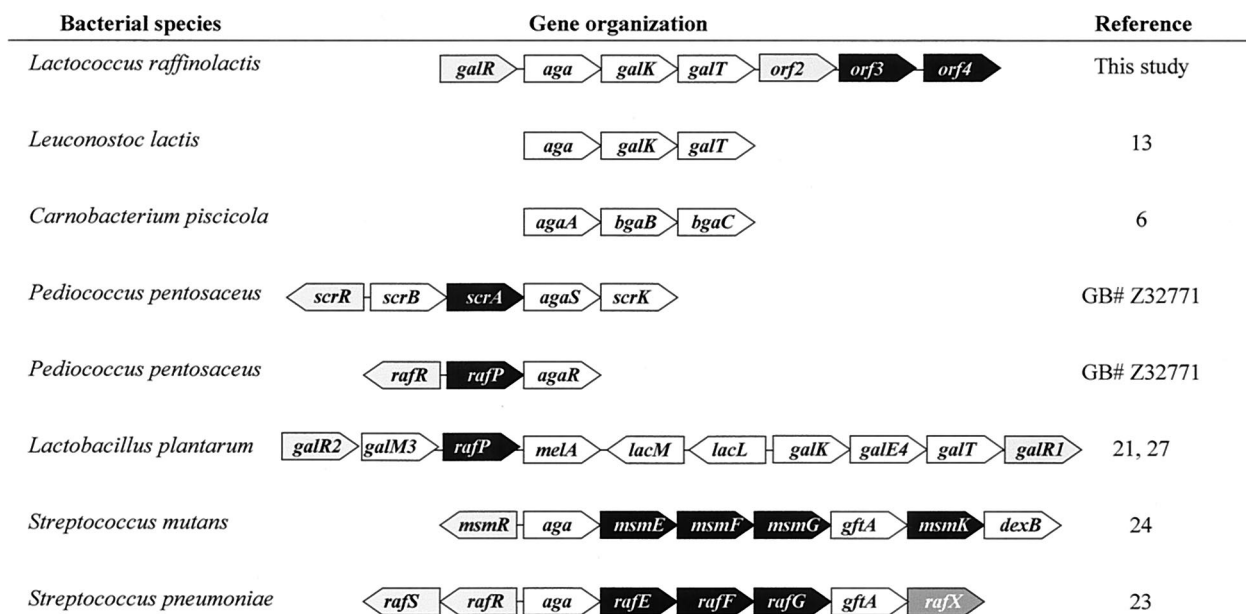 Bacterial species Gene organization Reference
Lactococcus raffinolactis galR aga galK galT orf2 orf3 orf4 This study
Leuconostoc lactis aga galK galT 13
Carnobacterium piscicola agaA bgaB bgaC 6
Pediococcus pentosaceus scrR scrB scrA agaS scrK GB# Z32771
Pediococcus pentosaceus rafR rafP agaR GB# Z32771
Lactobacillus plantarum galR2 galM3 rafP melA lacM lacL galK galE4 galT galR1 21, 27
Streptococcus mutans msmR aga msmE msmF msmG gftA msmK dexB 24
Streptococcus pneumoniae rafS rafR aga rafE rafF rafG gftA rafX 23